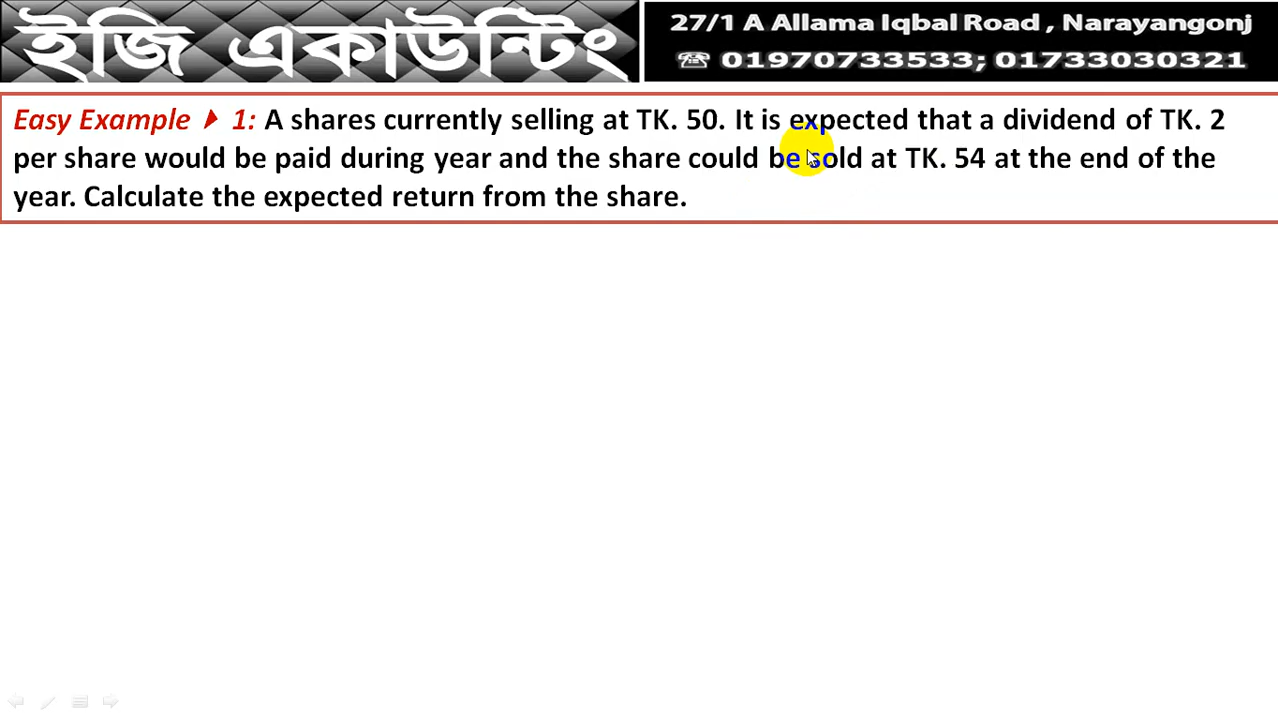 ইজি একাউন্টিং
27/1 A Allama Iqbal Road , Narayangonj
☏ 01970733533; 01733030321
Easy Example 1: A shares currently selling at TK. 50. It is expected that a dividend of TK. 2
per share would be paid during year and the share could be sold at TK. 54 at the end of the
year. Calculate the expected return from the share.